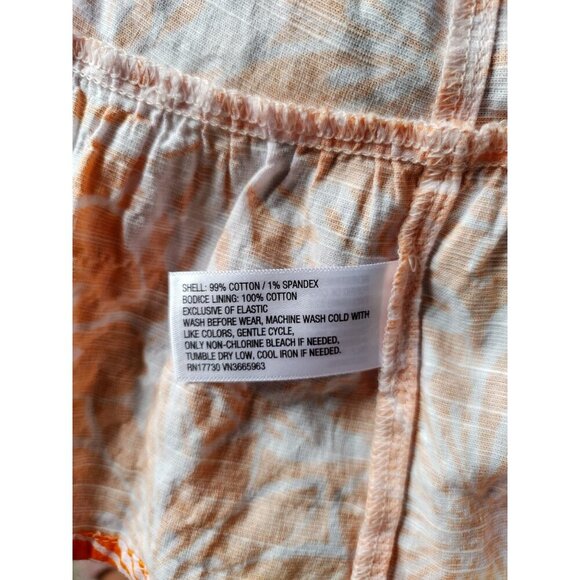 SHELL: 99% COTTON / 1% SPANDEX
BODICE LINING: 100% COTTON
EXCLUSIVE OF ELASTIC
WASH BEFORE WEAR, MACHINE WASH COLD WITH
LIKE COLORS, GENTLE CYCLE,
ONLY NON-CHLORINE BLEACH IF NEEDED,
TUMBLE DRY LOW, COOL IRON IF NEEDED.
RN17730 VN3665963